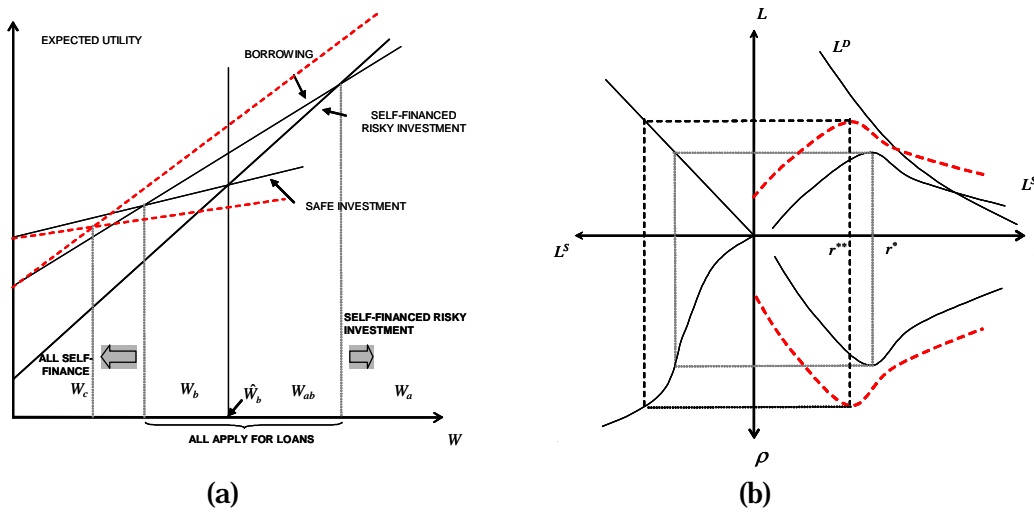 EXPECTED UTILITY
BORROWING
SELF-FINANCED
RISKY INVESTMENT
SAFE INVESTMENT
SELF-FINANCED RISKY
INVESTMENT
ALL SELF-
FINANCE
W_c
W_b
Ŵ_b
W_ab
W_a
ALL APPLY FOR LOANS
W
(a)
L
L^D
L^S
L^S
r^**
r^*
ρ
(b)